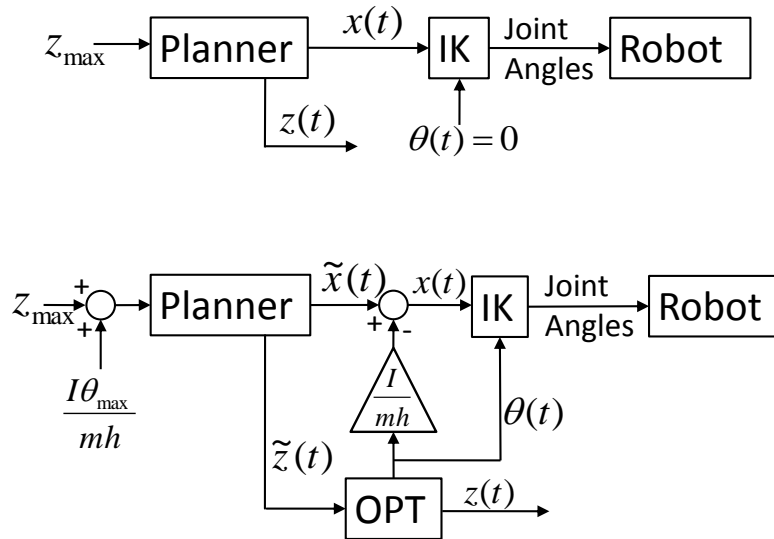 z_max Planner x(t) IK Joint Angles Robot
z(t) θ(t) = 0
z_max + + Planner x̃(t) + - x(t) IK Joint Angles Robot
Iθ_max / mh
I / mh
θ(t)
z̃(t)
OPT z(t)